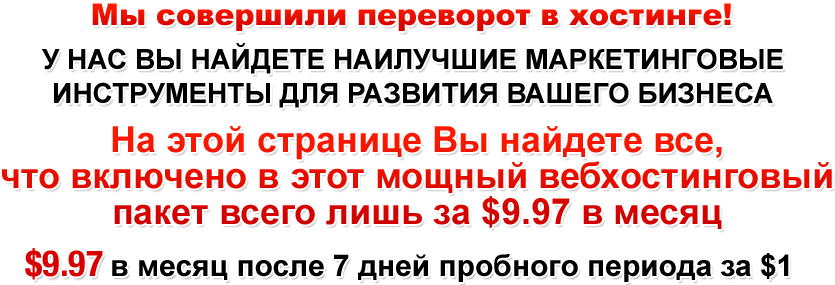 Мы совершили переворот в хостинге!
У НАС ВЫ НАЙДЕТЕ НАИЛУЧШИЕ МАРКЕТИНГОВЫЕ
ИНСТРУМЕНТЫ ДЛЯ РАЗВИТИЯ ВАШЕГО БИЗНЕСА
На этой странице Вы найдете все,
что включено в этот мощный вебхостинговый
пакет всего лишь за $9.97 в месяц
$9.97 в месяц после 7 дней пробного периода за $1